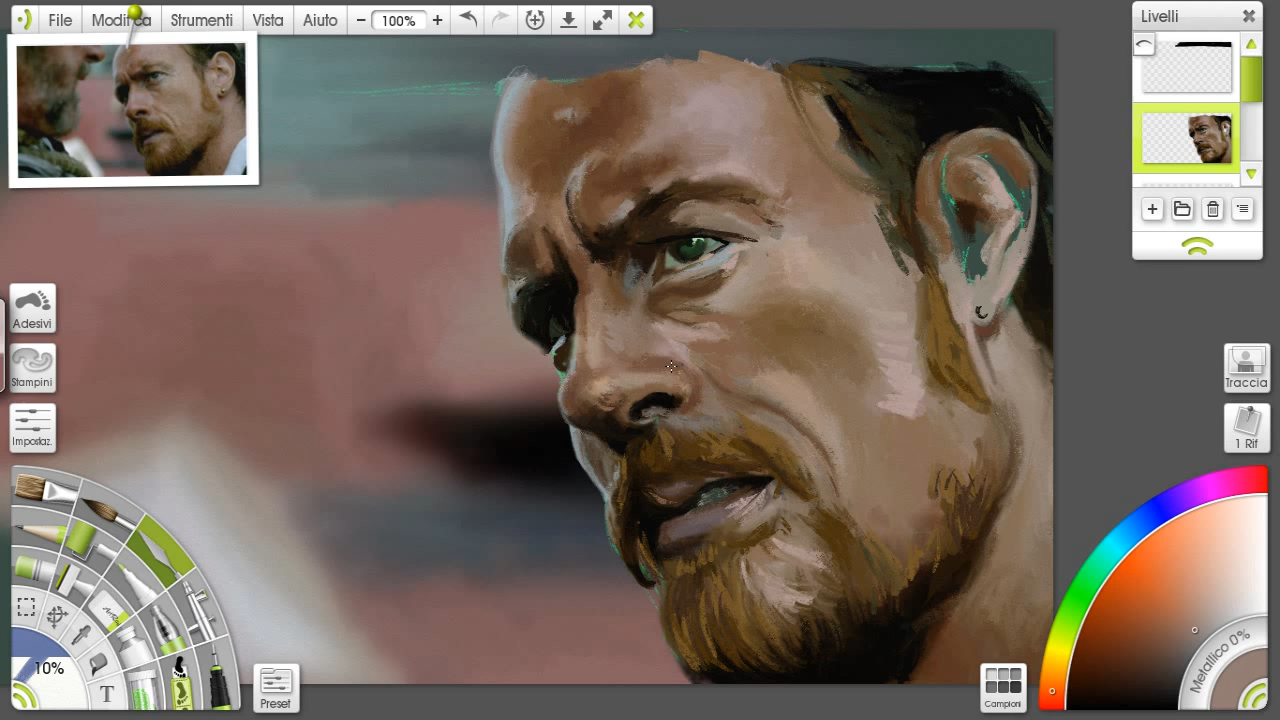 File Modifica Strumenti Vista Aiuto − 100% +
Livelli
Adesivi
Stampini
Impostaz.
Traccia
1 Rif
Metallico 0%
10%
T
Preset
Campioni